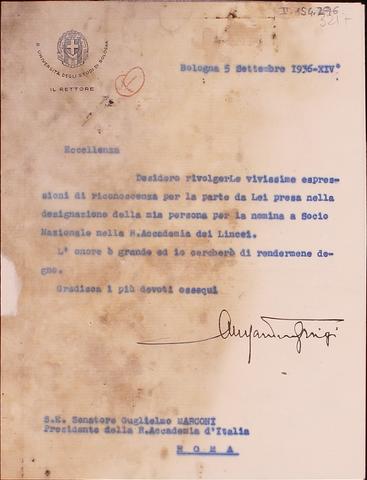 R. UNIVERSITÀ DEGLI STUDI DI BOLOGNA
IL RETTORE
Bologna 5 Settembre 1936-XIV°
Eccellenza
Desidero rivolgerLe vivissime espres=
sioni di riconoscenza per la parte da Lei presa nella
designazione della mia persona per la nomina a Socio
Nazionale nella R.Accademia dei Lincei.
L' onore è grande ed io cercherò di rendermene de=
gno.
Gradisca i più devoti ossequi
S.E. Senatore Guglielmo MARCONI
Presidente della R.Accademia d'Italia
ROMA